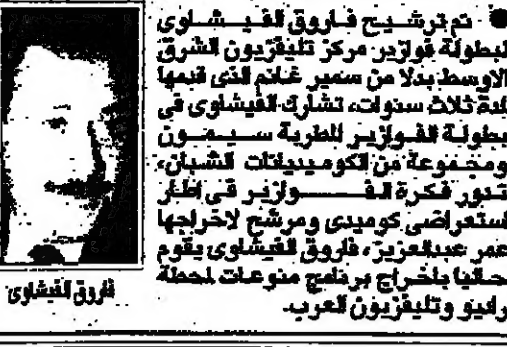 ● تم ترشيح فاروق الفيشاوى
لبطولة فوازير مركز تليفزيون الشرق
الاوسط بدلا من سمير غانم الذى قدمها
لمدة ثلاث سنوات، تشارك الفيشاوى فى
بطولة الفوازير المطربة سيمون
ومجموعة من الكوميديانات الشبان،
تدور فكرة الفوازير فى اطار
استعراضى كوميدى ومرشح لاخراجها
عمر عبدالعزيز، فاروق الفيشاوى يقوم
حاليا باخراج برنامج منوعات لمحطة
راديو وتليفزيون العرب.
فاروق الفيشاوى